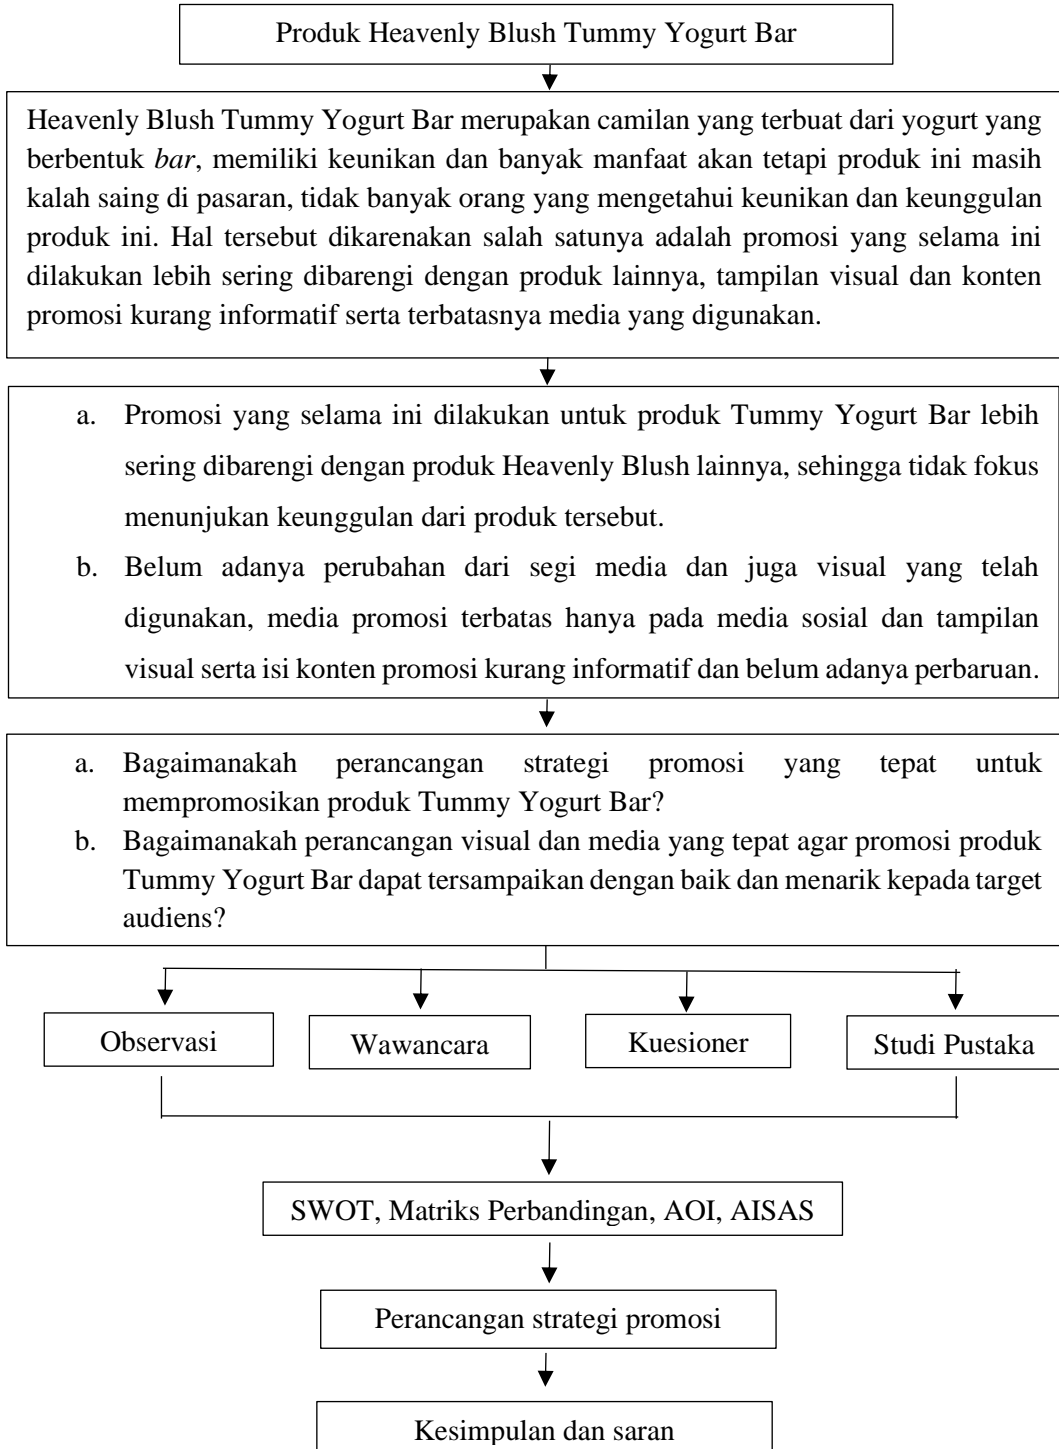 Produk Heavenly Blush Tummy Yogurt Bar
Heavenly Blush Tummy Yogurt Bar merupakan camilan yang terbuat dari yogurt yang
berbentuk bar, memiliki keunikan dan banyak manfaat akan tetapi produk ini masih
kalah saing di pasaran, tidak banyak orang yang mengetahui keunikan dan keunggulan
produk ini. Hal tersebut dikarenakan salah satunya adalah promosi yang selama ini
dilakukan lebih sering dibarengi dengan produk lainnya, tampilan visual dan konten
promosi kurang informatif serta terbatasnya media yang digunakan.
a. Promosi yang selama ini dilakukan untuk produk Tummy Yogurt Bar lebih
sering dibarengi dengan produk Heavenly Blush lainnya, sehingga tidak fokus
menunjukan keunggulan dari produk tersebut.
b. Belum adanya perubahan dari segi media dan juga visual yang telah
digunakan, media promosi terbatas hanya pada media sosial dan tampilan
visual serta isi konten promosi kurang informatif dan belum adanya perbaruan.
a. Bagaimanakah perancangan strategi promosi yang tepat untuk
mempromosikan produk Tummy Yogurt Bar?
b. Bagaimanakah perancangan visual dan media yang tepat agar promosi produk
Tummy Yogurt Bar dapat tersampaikan dengan baik dan menarik kepada target
audiens?
Observasi
Wawancara
Kuesioner
Studi Pustaka
SWOT, Matriks Perbandingan, AOI, AISAS
Perancangan strategi promosi
Kesimpulan dan saran